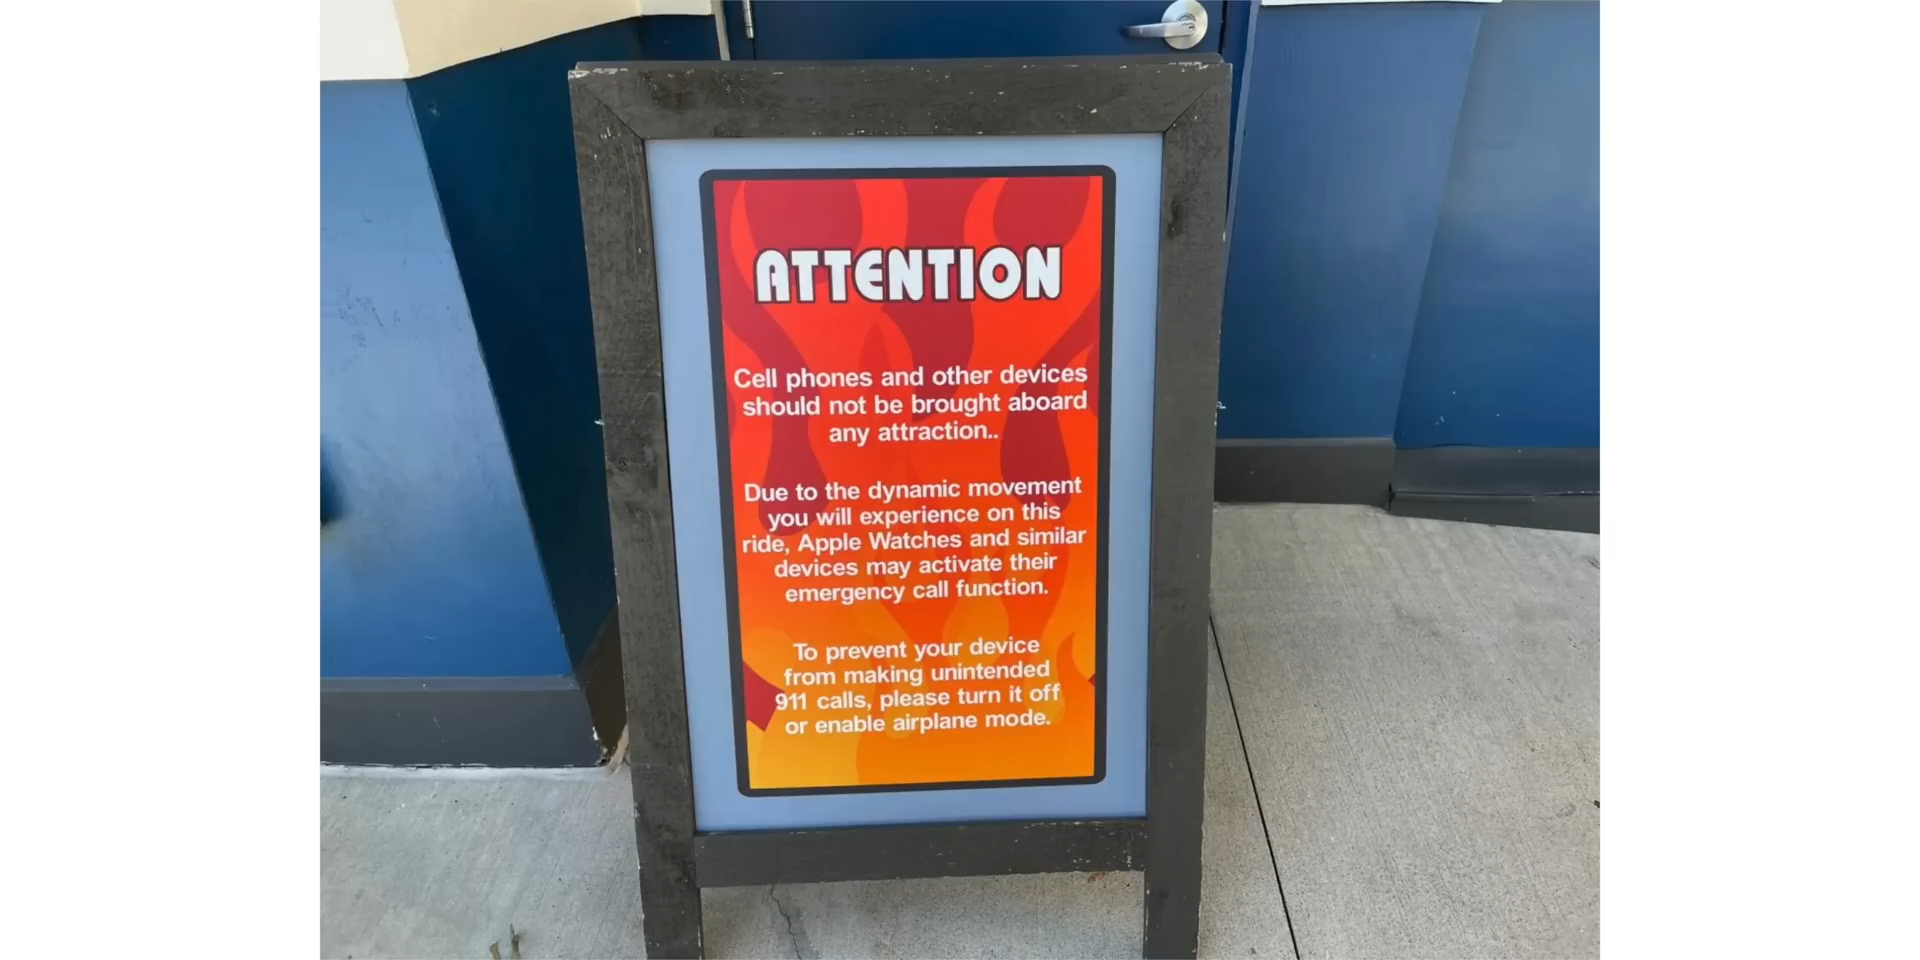 ATTENTION
Cell phones and other devices
should not be brought aboard
any attraction..
Due to the dynamic movement
you will experience on this
ride, Apple Watches and similar
devices may activate their
emergency call function.
To prevent your device
from making unintended
911 calls, please turn it off
or enable airplane mode.